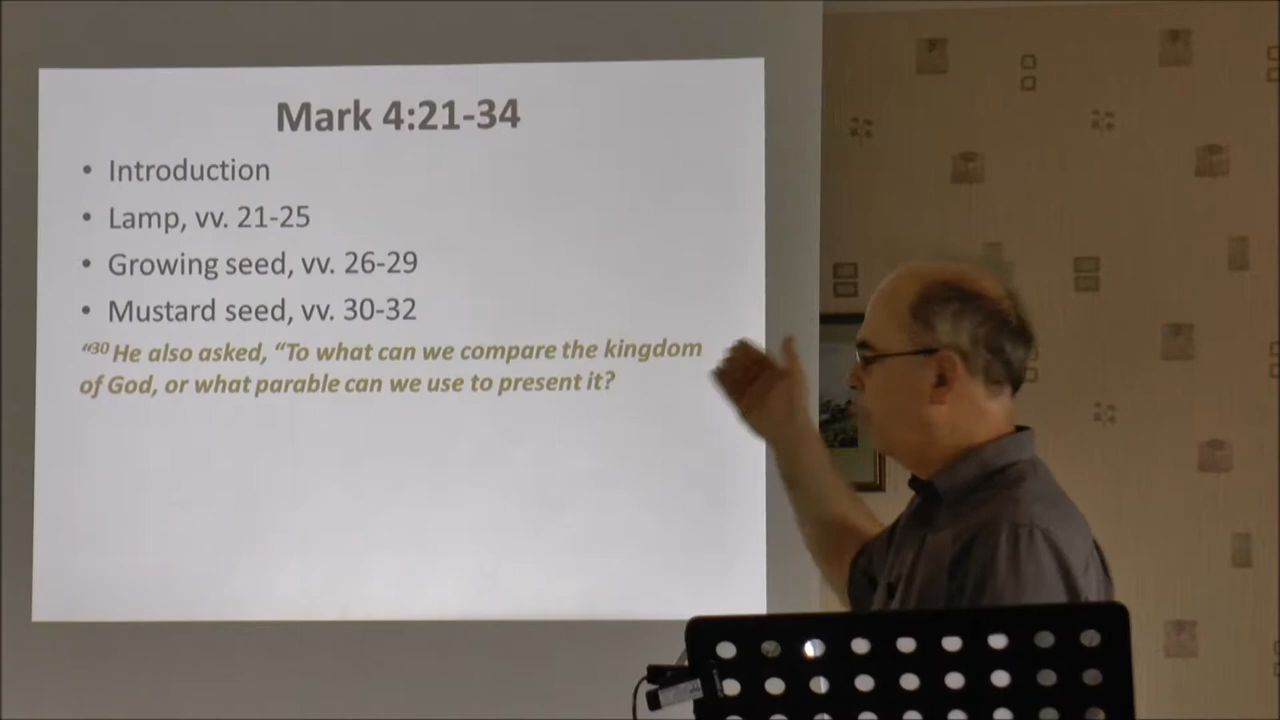 Mark 4:21-34
• Introduction
• Lamp, vv. 21-25
• Growing seed, vv. 26-29
• Mustard seed, vv. 30-32
“30 He also asked, “To what can we compare the kingdom
of God, or what parable can we use to present it?